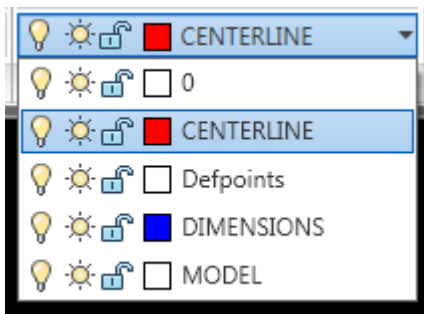 CENTERLINE
0
CENTERLINE
Defpoints
DIMENSIONS
MODEL